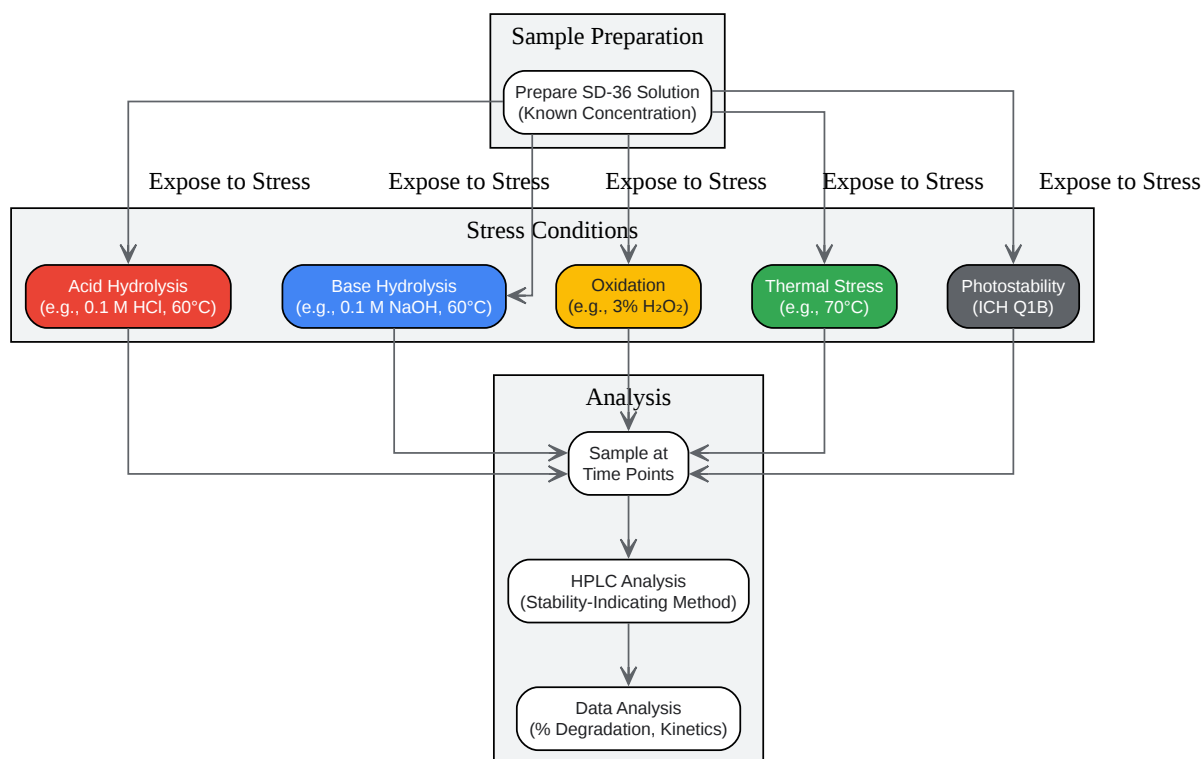 Sample Preparation
Prepare SD-36 Solution
(Known Concentration)
Expose to Stress
Expose to Stress
Expose to Stress
Expose to Stress
Expose to Stress
Stress Conditions
Acid Hydrolysis
(e.g., 0.1 M HCl, 60°C)
Base Hydrolysis
(e.g., 0.1 M NaOH, 60°C)
Oxidation
(e.g., 3% H₂O₂)
Thermal Stress
(e.g., 70°C)
Photostability
(ICH Q1B)
Analysis
Sample at
Time Points
HPLC Analysis
(Stability-Indicating Method)
Data Analysis
(% Degradation, Kinetics)